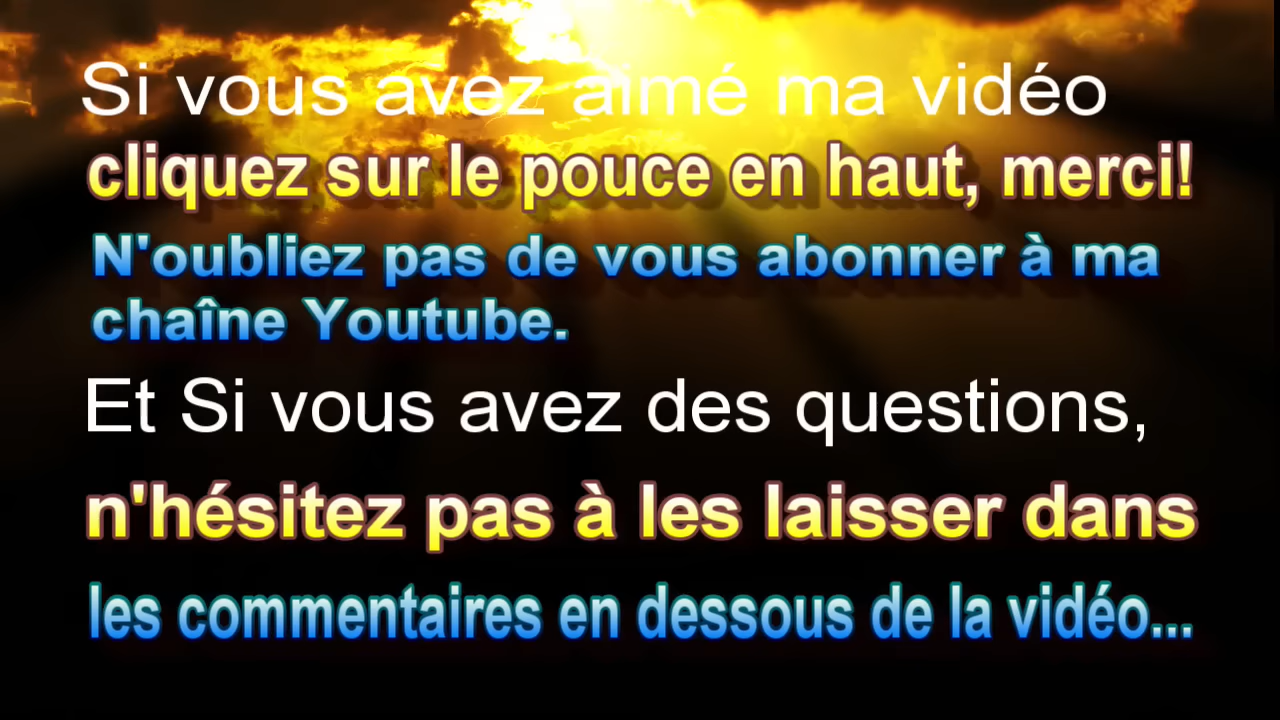 Si vous avez aimé ma vidéo
cliquez sur le pouce en haut, merci!
N'oubliez pas de vous abonner à ma
chaîne Youtube.
Et Si vous avez des questions,
n'hésitez pas à les laisser dans
les commentaires en dessous de la vidéo...